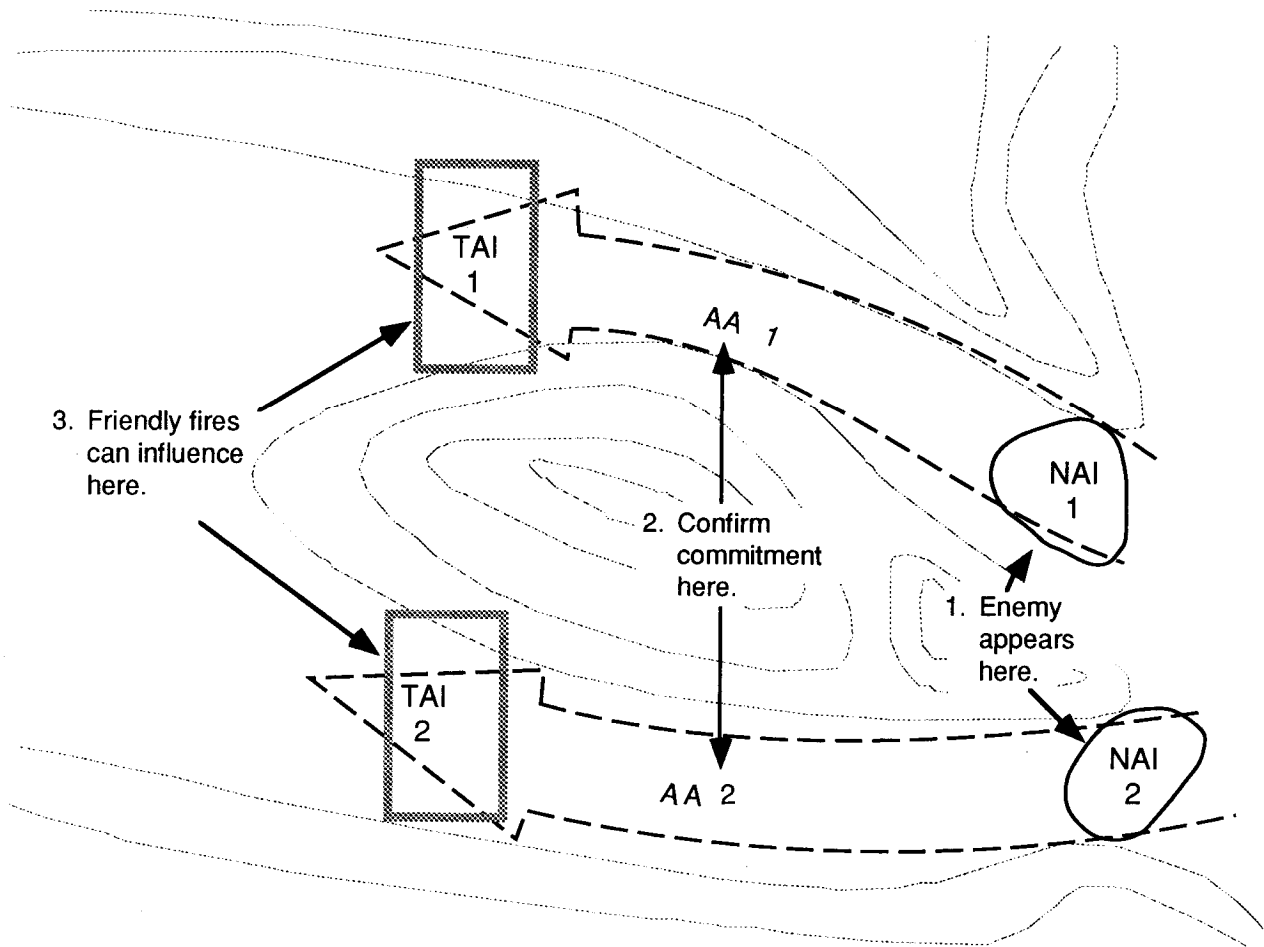 TAI
1
AA 1
3. Friendly fires
can influence
here.
NAI
1
2. Confirm
commitment
here.
1. Enemy
appears
here.
TAI
2
AA 2
NAI
2